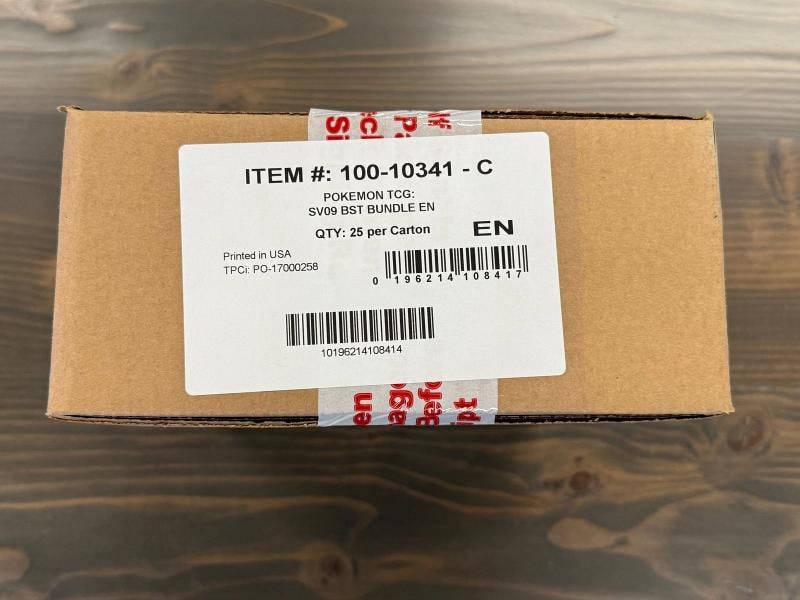 ITEM #: 100-10341 - C
POKEMON TCG:
SV09 BST BUNDLE EN
QTY: 25 per Carton
EN
Printed in USA
TPCi: PO-17000258
0 196214 108417
10196214108414